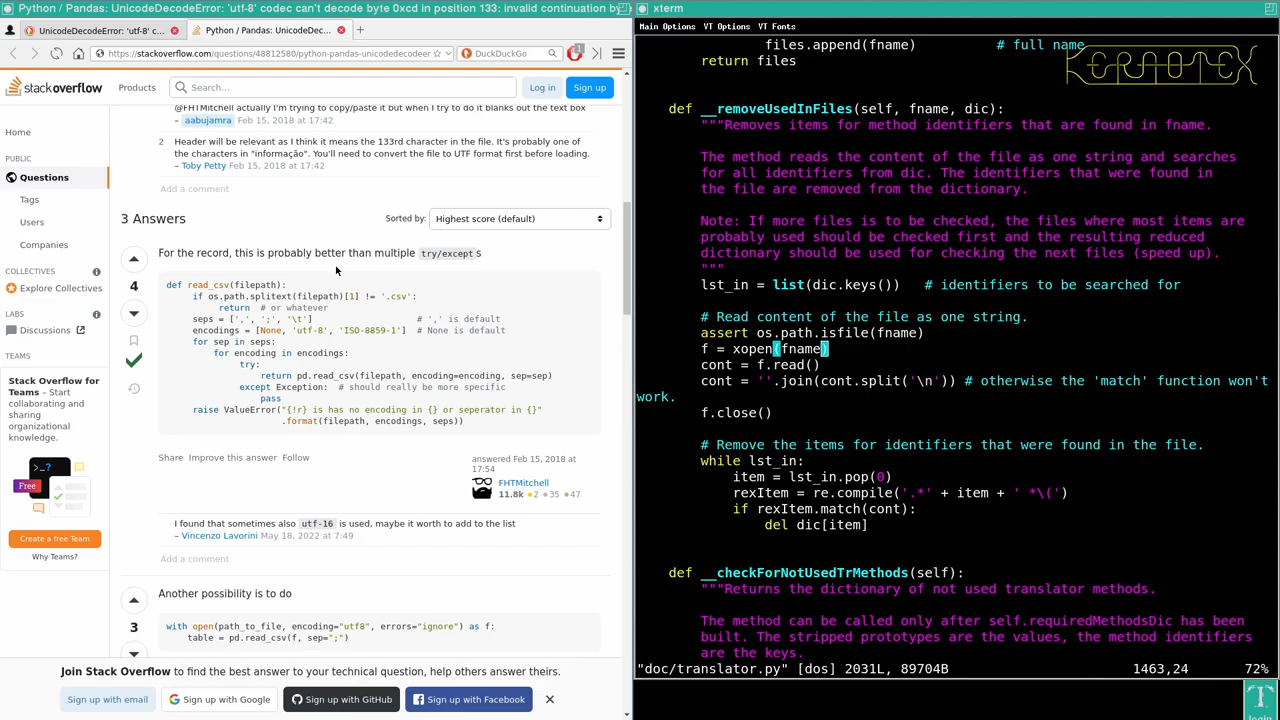 Python / Pandas: UnicodeDecodeError: 'utf-8' codec can't decode byte 0xcd in position 133: invalid continuation by
UnicodeDecodeError: 'utf-8' c...
Python / Pandas: UnicodeDec...
https://stackoverflow.com/questions/48812580/python-pandas-unicodedecodeer
DuckDuckGo
1
stackoverflow
Products
Search...
Log in
Sign up
Home
PUBLIC
Questions
Tags
Users
Companies
COLLECTIVES
Explore Collectives
LABS
Discussions
TEAMS
Stack Overflow for Teams – Start collaborating and sharing organizational knowledge.
Free
Create a free Team
Why Teams?
@FHTMitchell actually I'm trying to copy/paste it but when I try to do it blanks out the text box
– aabujamra Feb 15, 2018 at 17:42
2 Header will be relevant as I think it means the 133rd character in the file. It's probably one of
the characters in "informação". You'll need to convert the file to UTF format first before loading.
– Toby Petty Feb 15, 2018 at 17:42
Add a comment
3 Answers
Sorted by: Highest score (default)
For the record, this is probably better than multiple try/except s
4
def read_csv(filepath):
if os.path.splitext(filepath)[1] != '.csv':
return # or whatever
seps = [',', ';', '\t'] # ',' is default
encodings = [None, 'utf-8', 'ISO-8859-1'] # None is default
for sep in seps:
for encoding in encodings:
try:
return pd.read_csv(filepath, encoding=encoding, sep=sep)
except Exception: # should really be more specific
pass
raise ValueError("{!r} is has no encoding in {} or seperator in {}"
.format(filepath, encodings, seps))
Share Improve this answer Follow
answered Feb 15, 2018 at
17:54
FHTMitchell
11.8k 2 35 47
I found that sometimes also utf-16 is used, maybe it worth to add to the list
– Vincenzo Lavorini May 18, 2022 at 7:49
Add a comment
Another possibility is to do
3
with open(path_to_file, encoding="utf8", errors="ignore") as f:
table = pd.read_csv(f, sep=";")
Join Stack Overflow to find the best answer to your technical question, help others answer theirs.
Sign up with email
Sign up with Google
Sign up with GitHub
Sign up with Facebook
xterm
Main Options VT Options VT Fonts
files.append(fname) # full name
return files
def __removeUsedInFiles(self, fname, dic):
"""Removes items for method identifiers that are found in fname.
The method reads the content of the file as one string and searches
for all identifiers from dic. The identifiers that were found in
the file are removed from the dictionary.
Note: If more files is to be checked, the files where most items are
probably used should be checked first and the resulting reduced
dictionary should be used for checking the next files (speed up).
"""
lst_in = list(dic.keys()) # identifiers to be searched for
# Read content of the file as one string.
assert os.path.isfile(fname)
f = xopen(fname)
cont = f.read()
cont = ''.join(cont.split('\n')) # otherwise the 'match' function won't
work.
f.close()
# Remove the items for identifiers that were found in the file.
while lst_in:
item = lst_in.pop(0)
rexItem = re.compile('.*' + item + ' *\(')
if rexItem.match(cont):
del dic[item]
def __checkForNotUsedTrMethods(self):
"""Returns the dictionary of not used translator methods.
The method can be called only after self.requiredMethodsDic has been
built. The stripped prototypes are the values, the method identifiers
are the keys.
"doc/translator.py" [dos] 2031L, 89704B 1463,24 72%